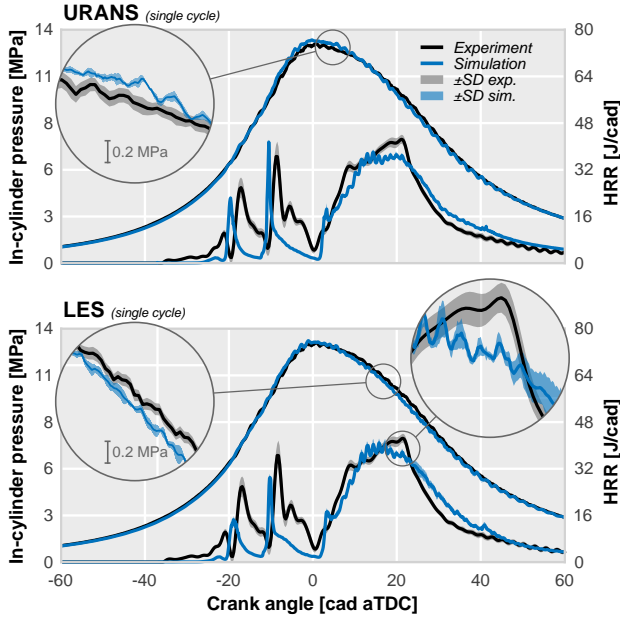 URANS (single cycle)
In-cylinder pressure [MPa]
14
13
11
6
3
0
80
60
48
32
16
0
HRR [J/cad]
Experiment
Simulation
±SD exp.
±SD sim.
0.2 MPa
LES (single cycle)
In-cylinder pressure [MPa]
14
11
8
6
3
0
80
64
48
32
16
0
HRR [J/cad]
0.2 MPa
-60
-40
-20
0
20
40
60
Crank angle [cad aTDC]